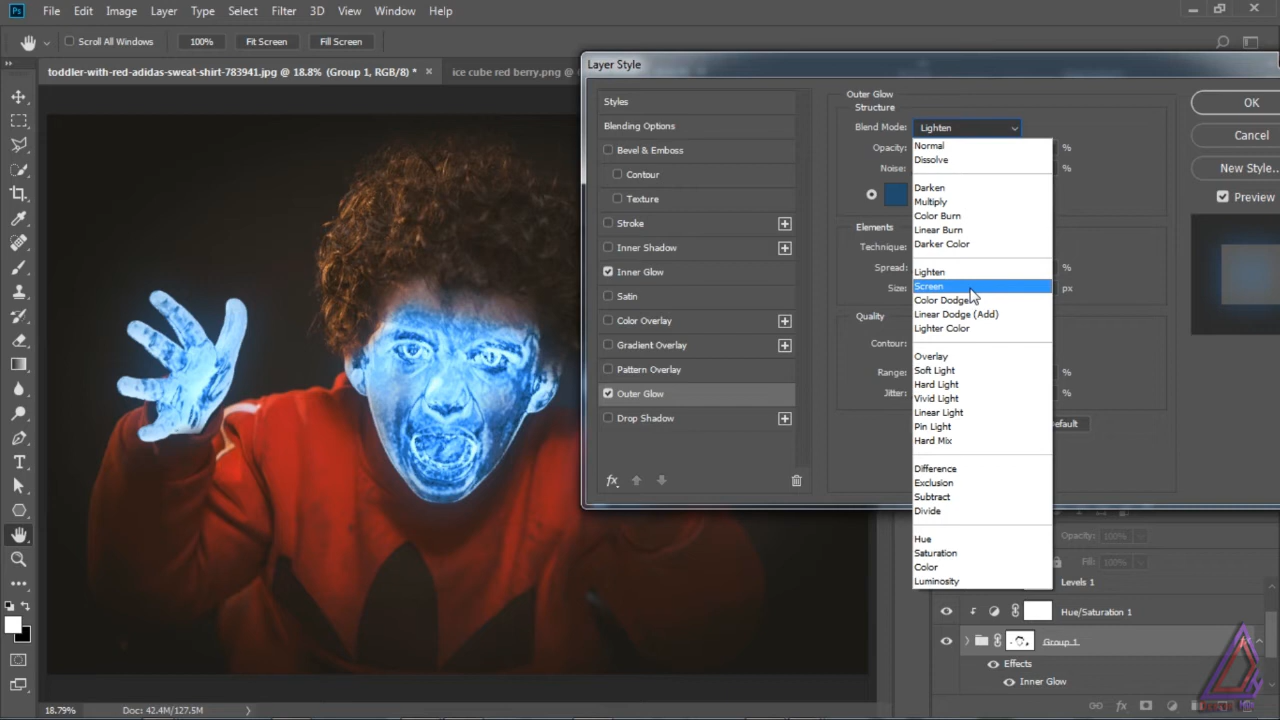 Ps File Edit Image Layer Type Select Filter 3D View Window Help
Scroll All Windows 100% Fit Screen Fill Screen
toddler-with-red-adidas-sweat-shirt-783941.jpg @ 18.8% (Group 1, RGB/8) * × ice cube red berry.png @
Layer Style
Styles
Blending Options
Bevel & Emboss
Contour
Texture
Stroke
Inner Shadow
Inner Glow
Satin
Color Overlay
Gradient Overlay
Pattern Overlay
Outer Glow
Drop Shadow
fx
Outer Glow
Structure
Blend Mode: Lighten
Opacity: %
Noise: %
Elements
Technique:
Spread: %
Size: px
Quality
Contour:
Range: %
Jitter: %
Normal
Dissolve
Darken
Multiply
Color Burn
Linear Burn
Darker Color
Lighten
Screen
Color Dodge
Linear Dodge (Add)
Lighter Color
Overlay
Soft Light
Hard Light
Vivid Light
Linear Light
Pin Light
Hard Mix
Difference
Exclusion
Subtract
Divide
Hue
Saturation
Color
Luminosity
OK
Cancel
New Style...
Preview
Opacity: 100%
Fill: 100%
Levels 1
Hue/Saturation 1
Group 1
Effects
Inner Glow
fx
18.79% Doc: 42.4M/127.5M